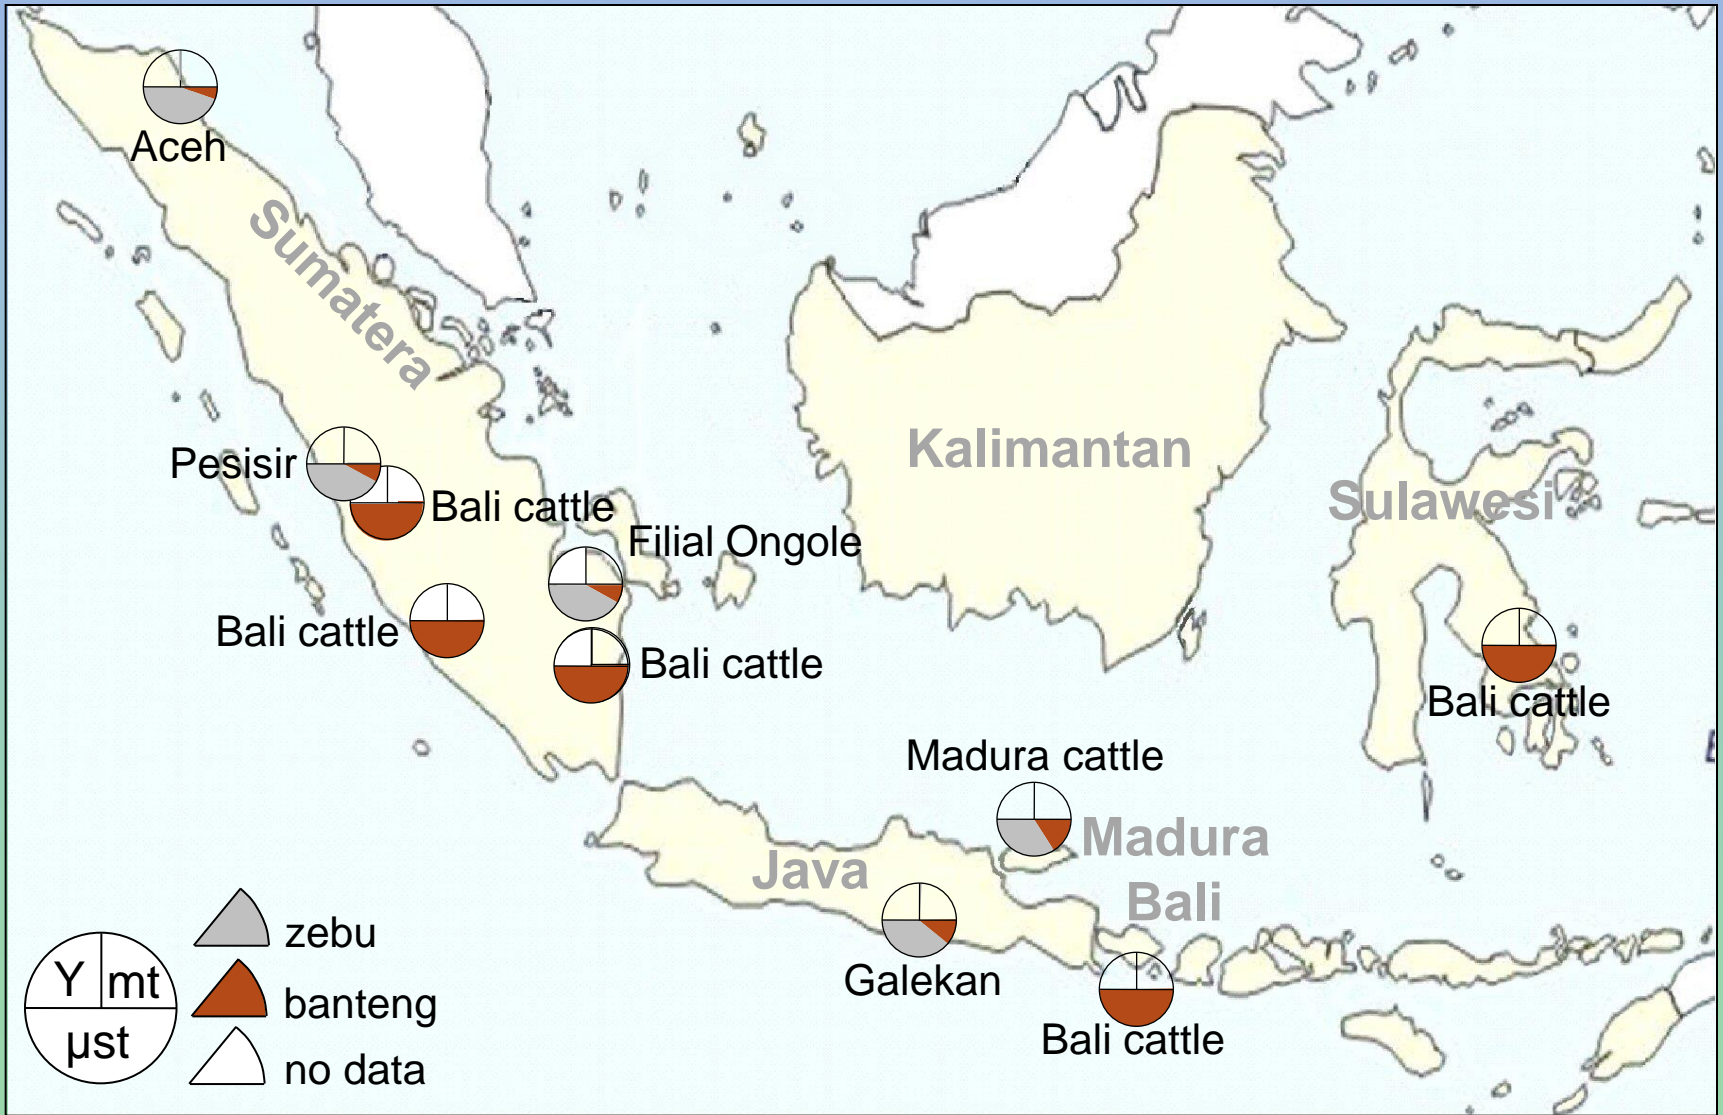 Aceh
Sumatera
Pesisir
Bali cattle
Kalimantan
Sulawesi
Filial Ongole
Bali cattle
Bali cattle
Bali cattle
Madura cattle
Madura
Java
Bali
Galekan
Bali cattle
zebu
banteng
no data
Y mt
µst